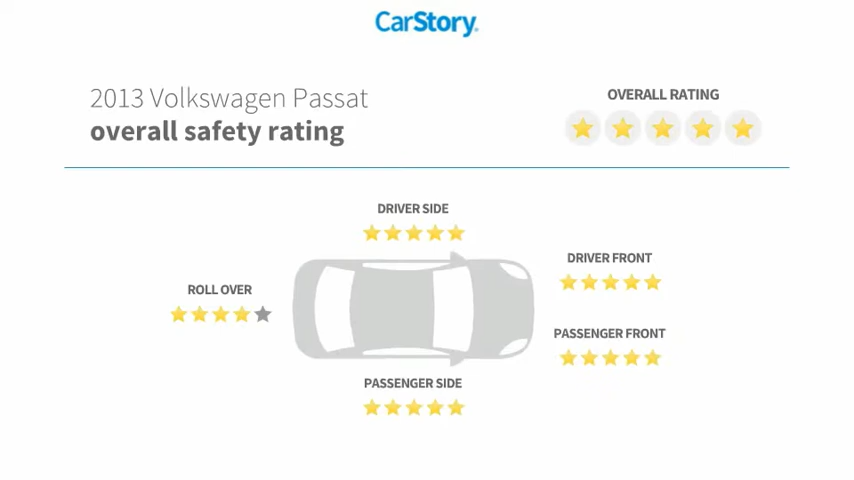 CarStory
2013 Volkswagen Passat
overall safety rating
OVERALL RATING
DRIVER SIDE
DRIVER FRONT
ROLL OVER
PASSENGER FRONT
PASSENGER SIDE